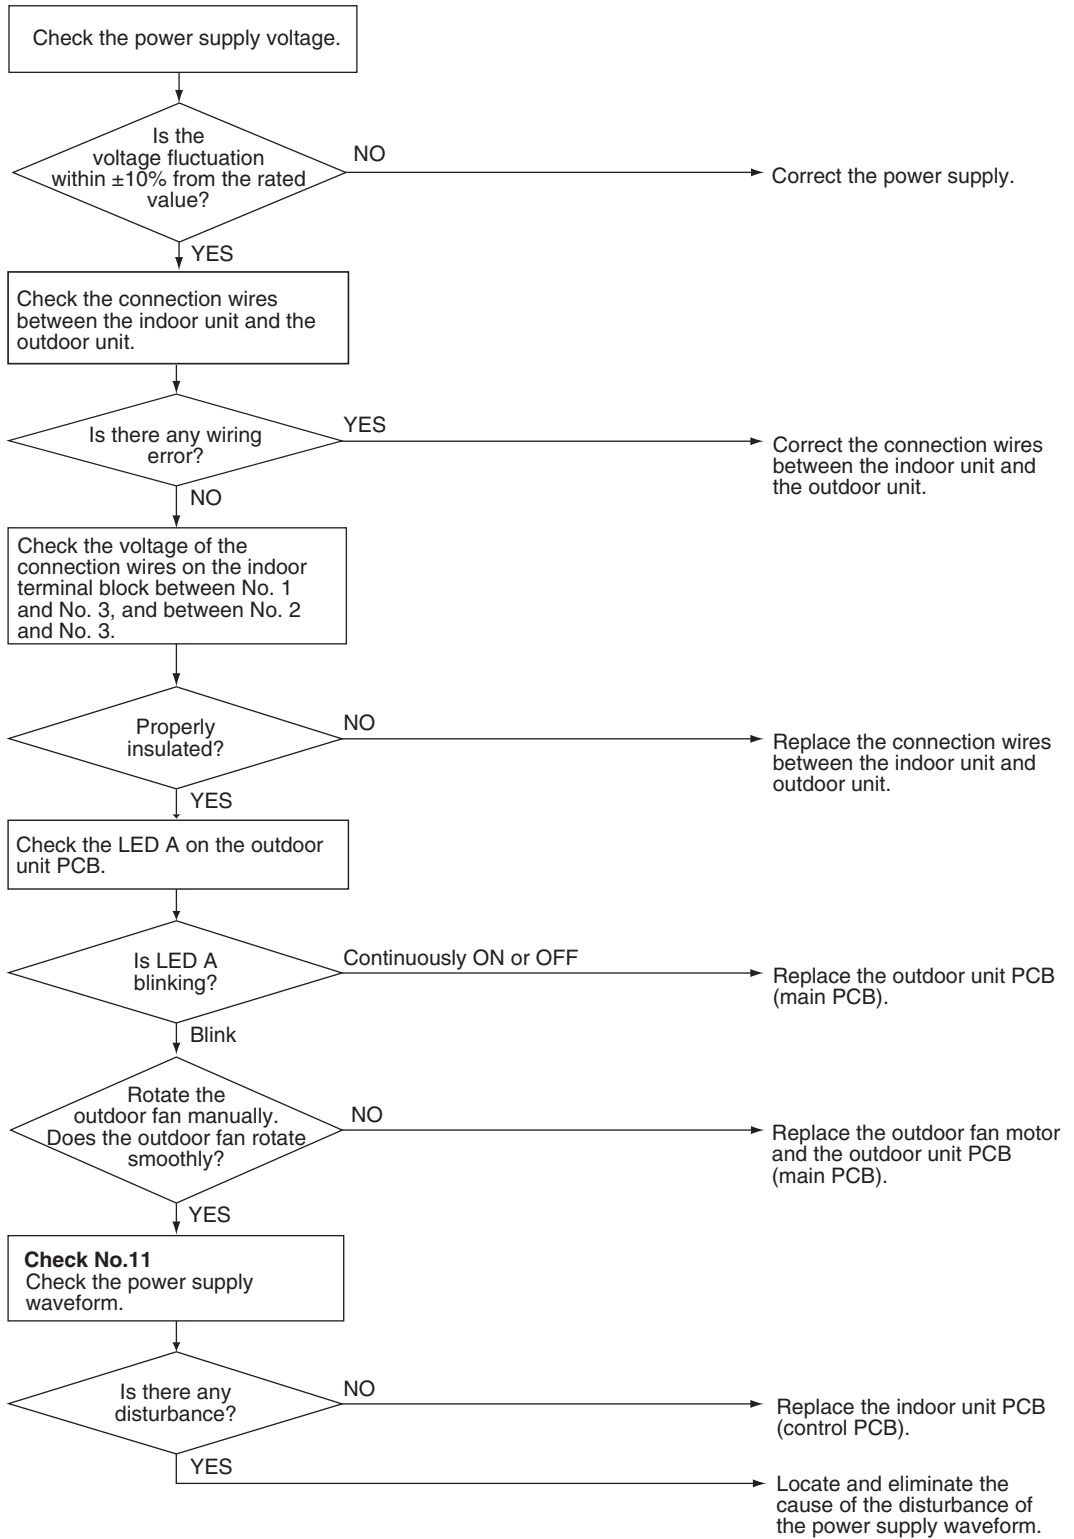 Check the power supply voltage.
Is the
voltage fluctuation
within ±10% from the rated
value?
NO
Correct the power supply.
YES
Check the connection wires
between the indoor unit and the
outdoor unit.
Is there any wiring
error?
YES
Correct the connection wires
between the indoor unit and
the outdoor unit.
NO
Check the voltage of the
connection wires on the indoor
terminal block between No. 1
and No. 3, and between No. 2
and No. 3.
Properly
insulated?
NO
Replace the connection wires
between the indoor unit and
outdoor unit.
YES
Check the LED A on the outdoor
unit PCB.
Is LED A
blinking?
Continuously ON or OFF
Replace the outdoor unit PCB
(main PCB).
Blink
Rotate the
outdoor fan manually.
Does the outdoor fan rotate
smoothly?
NO
Replace the outdoor fan motor
and the outdoor unit PCB
(main PCB).
YES
Check No.11
Check the power supply
waveform.
Is there any
disturbance?
NO
Replace the indoor unit PCB
(control PCB).
YES
Locate and eliminate the
cause of the disturbance of
the power supply waveform.